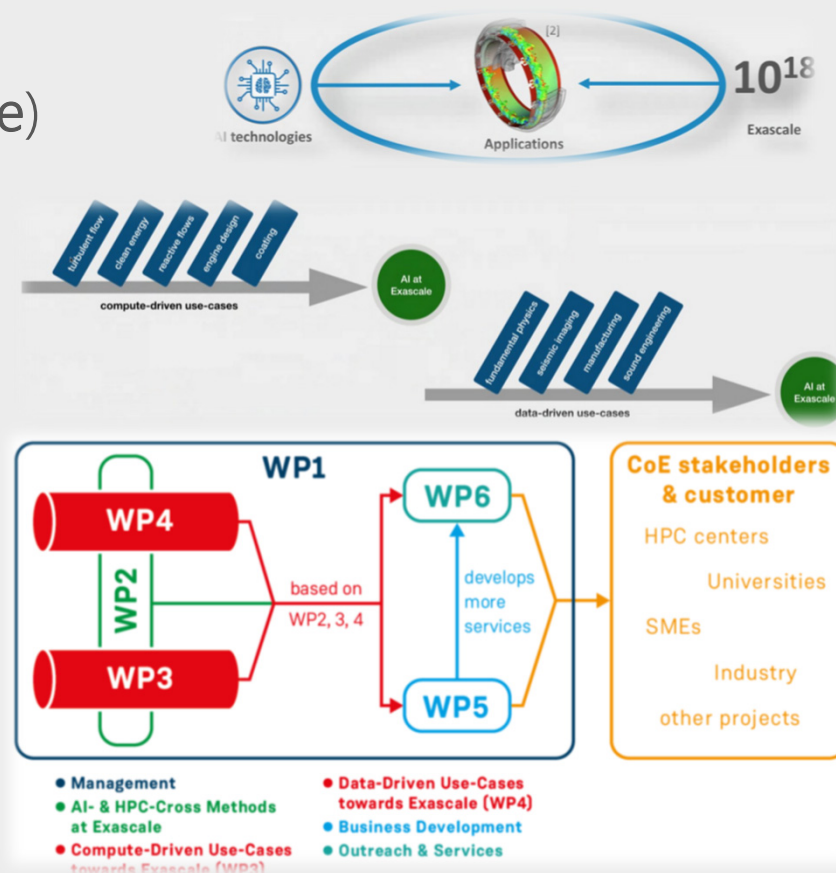 e)
[2]
10¹⁸
AI technologies
Applications
Exascale
turbulent flow
clean energy
reactive flows
engine design
coating
AI at
Exascale
compute-driven use-cases
fundamental physics
seismic imaging
manufacturing
sound engineering
AI at
Exascale
data-driven use-cases
WP1
WP4
WP2
WP3
based on
WP2, 3, 4
WP6
develops
more
services
WP5
CoE stakeholders
& customer
HPC centers
Universities
SMEs
Industry
other projects
● Management
● AI- & HPC-Cross Methods
at Exascale
● Compute-Driven Use-Cases
towards Exascale (WP3)
● Data-Driven Use-Cases
towards Exascale (WP4)
● Business Development
● Outreach & Services